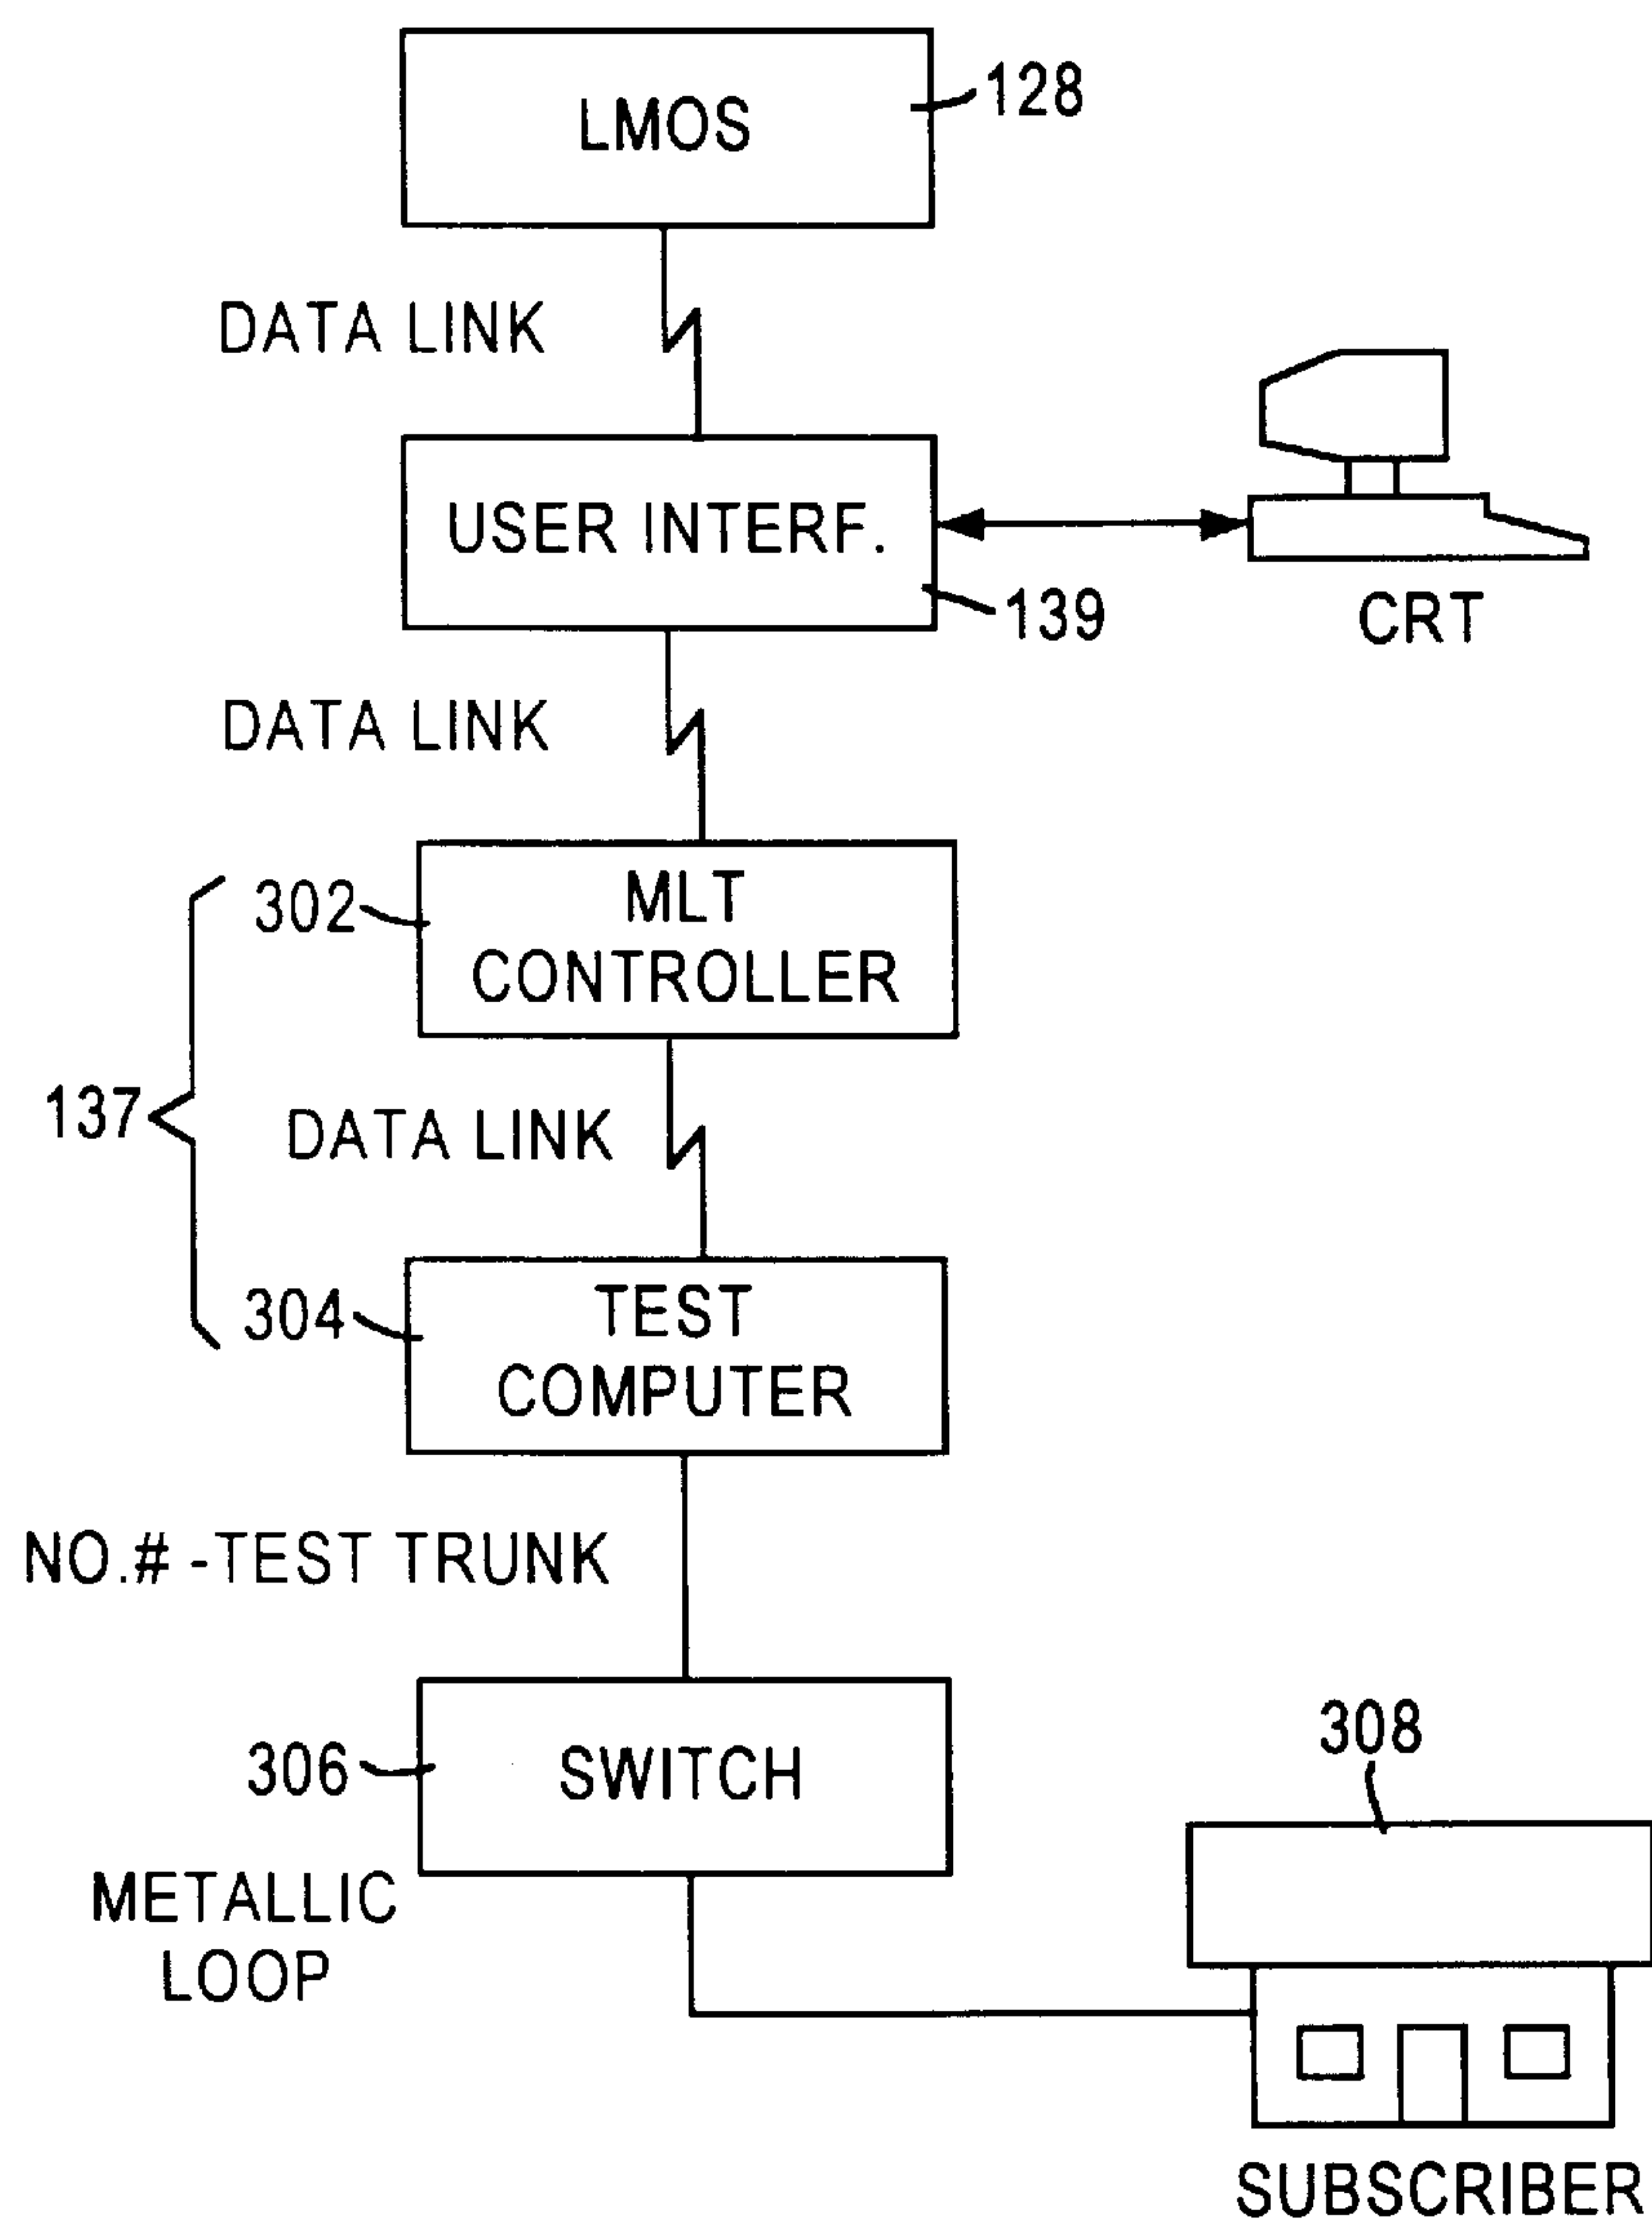 LMOS
128
DATA LINK
USER INTERF.
139
CRT
DATA LINK
302
MLT
CONTROLLER
137
DATA LINK
304
TEST
COMPUTER
NO.# -TEST TRUNK
306
SWITCH
308
METALLIC
LOOP
SUBSCRIBER